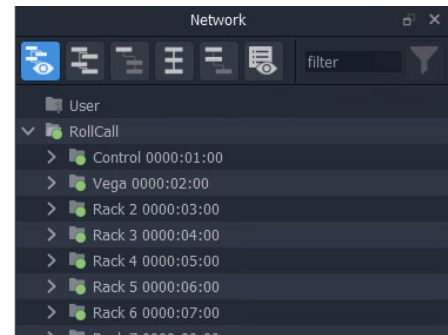 Network
filter
User
RollCall
Control 0000:01:00
Vega 0000:02:00
Rack 2 0000:03:00
Rack 3 0000:04:00
Rack 4 0000:05:00
Rack 5 0000:06:00
Rack 6 0000:07:00